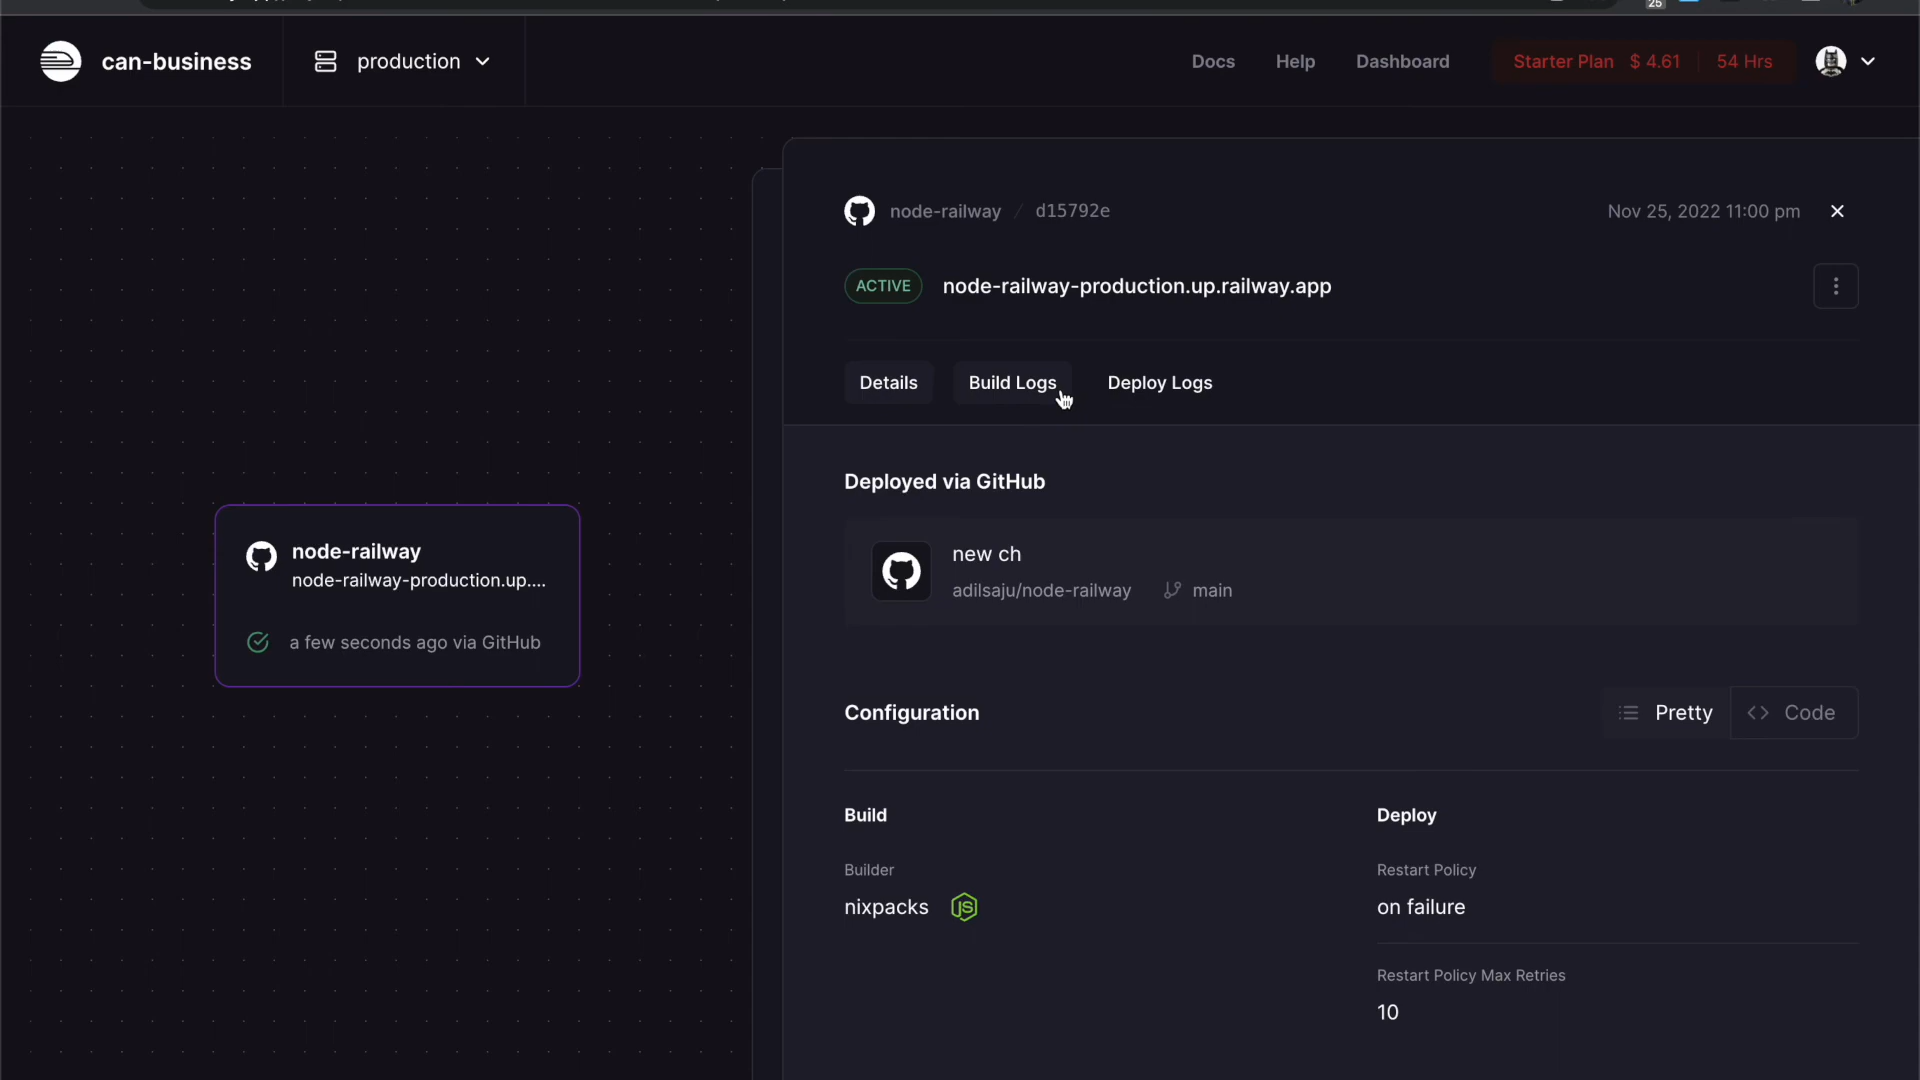 25
can-business
production
Docs
Help
Dashboard
Starter Plan $ 4.61 54 Hrs
node-railway / d15792e
Nov 25, 2022 11:00 pm
ACTIVE
node-railway-production.up.railway.app
Details
Build Logs
Deploy Logs
Deployed via GitHub
new ch
adilsaju/node-railway main
node-railway
node-railway-production.up....
a few seconds ago via GitHub
Configuration
Pretty
Code
Build
Deploy
Builder
nixpacks
JS
Restart Policy
on failure
Restart Policy Max Retries
10